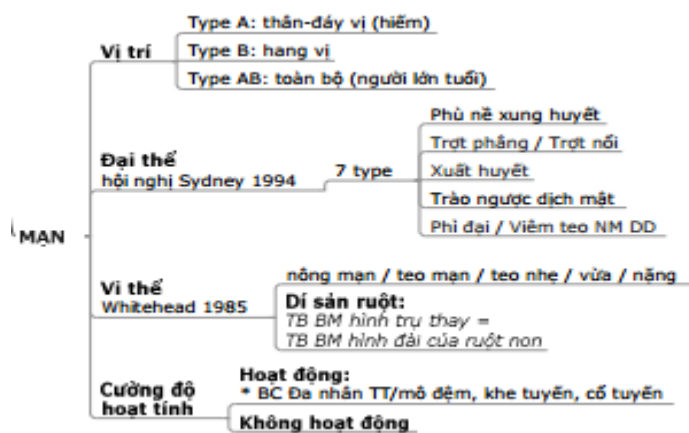 MẠN
Vị trí
Type A: thân-đáy vị (hiếm)
Type B: hang vị
Type AB: toàn bộ (người lớn tuổi)
Đại thể
hội nghị Sydney 1994
7 type
Phù nề xung huyết
Trợt phẳng / Trợt nổi
Xuất huyết
Trào ngược dịch mật
Phì đại / Viêm teo NM DD
Vi thể
Whitehead 1985
nông mạn / teo mạn / teo nhẹ / vừa / nặng
Dí sản ruột:
TB BM hình trụ thay =
TB BM hình đài của ruột non
Cường độ
hoạt tính
Hoạt động:
* BC Đa nhân TT/mô đệm, khe tuyến, cổ tuyến
Không hoạt động